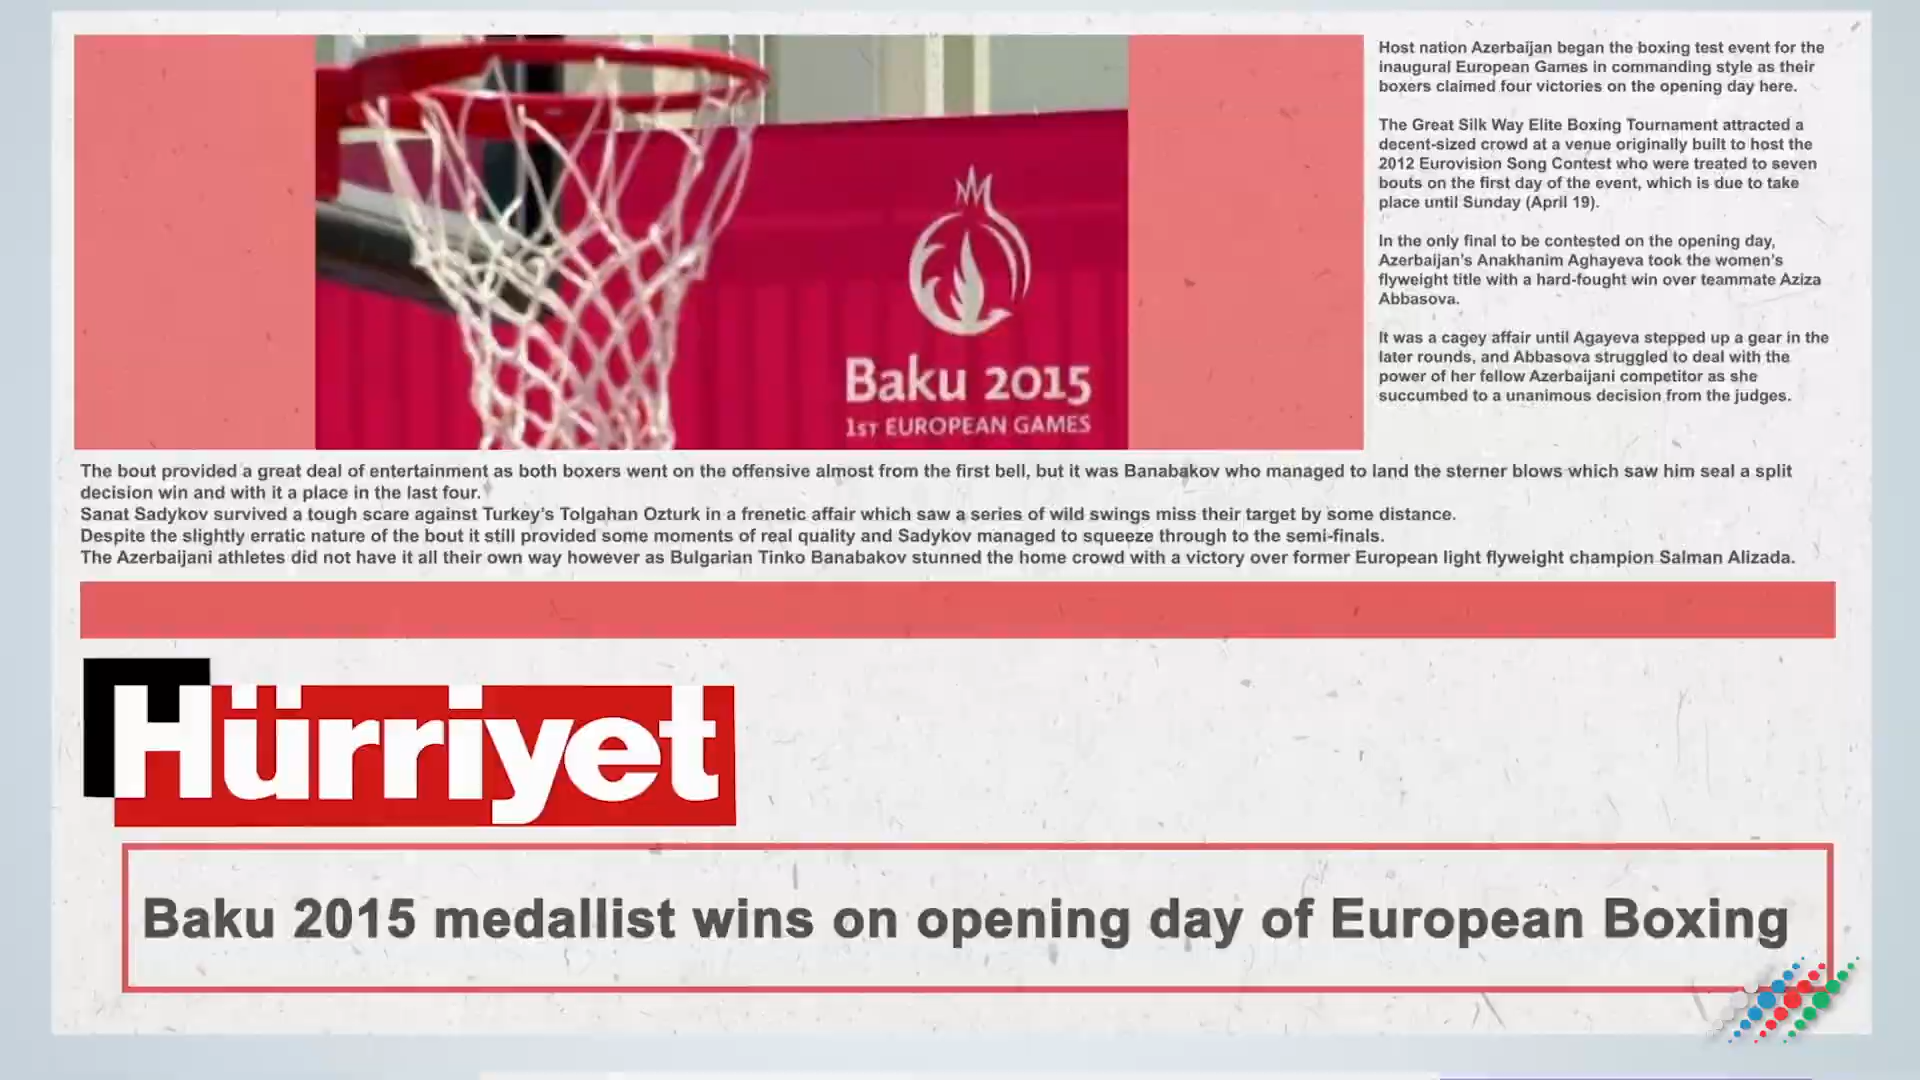 Baku 2015
1ST EUROPEAN GAMES
Host nation Azerbaijan began the boxing test event for the
inaugural European Games in commanding style as their
boxers claimed four victories on the opening day here.
The Great Silk Way Elite Boxing Tournament attracted a
decent-sized crowd at a venue originally built to host the
2012 Eurovision Song Contest who were treated to seven
bouts on the first day of the event, which is due to take
place until Sunday (April 19).
In the only final to be contested on the opening day,
Azerbaijan's Anakhanim Aghayeva took the women's
flyweight title with a hard-fought win over teammate Aziza
Abbasova.
It was a cagey affair until Agayeva stepped up a gear in the
later rounds, and Abbasova struggled to deal with the
power of her fellow Azerbaijani competitor as she
succumbed to a unanimous decision from the judges.
The bout provided a great deal of entertainment as both boxers went on the offensive almost from the first bell, but it was Banabakov who managed to land the sterner blows which saw him seal a split
decision win and with it a place in the last four.
Sanat Sadykov survived a tough scare against Turkey's Tolgahan Ozturk in a frenetic affair which saw a series of wild swings miss their target by some distance.
Despite the slightly erratic nature of the bout it still provided some moments of real quality and Sadykov managed to squeeze through to the semi-finals.
The Azerbaijani athletes did not have it all their own way however as Bulgarian Tinko Banabakov stunned the home crowd with a victory over former European light flyweight champion Salman Alizada.
Hürriyet
Baku 2015 medallist wins on opening day of European Boxing